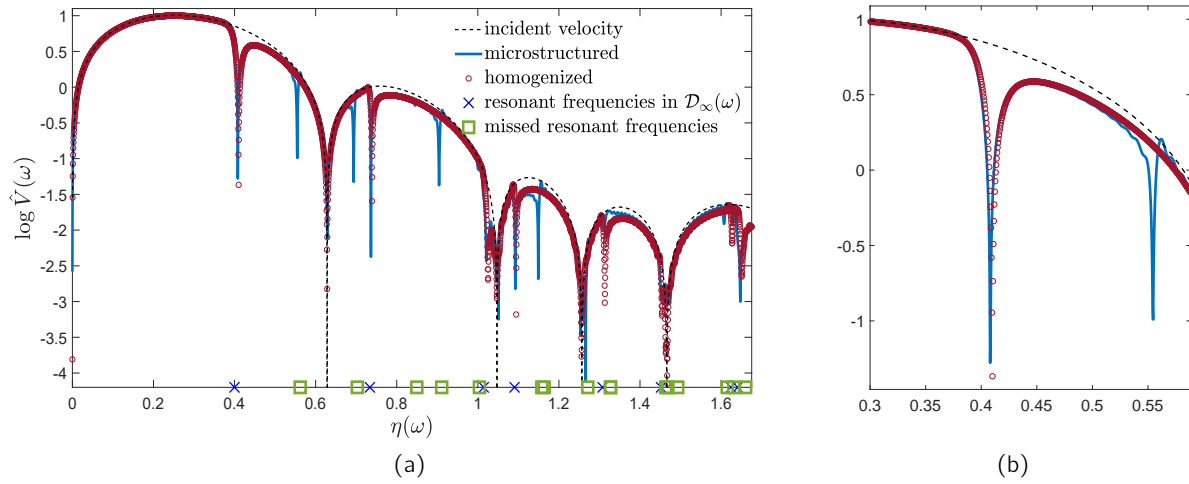 1
0.5
0
-0.5
-1
-1.5
-2
-2.5
-3
-3.5
-4
log V̂(ω)
incident velocity
microstructured
homogenized
resonant frequencies in 𝒟∞(ω)
missed resonant frequencies
0 0.2 0.4 0.6 0.8 1 1.2 1.4 1.6
η(ω)
(a)
1
0.5
0
-0.5
-1
0.3 0.35 0.4 0.45 0.5 0.55
(b)